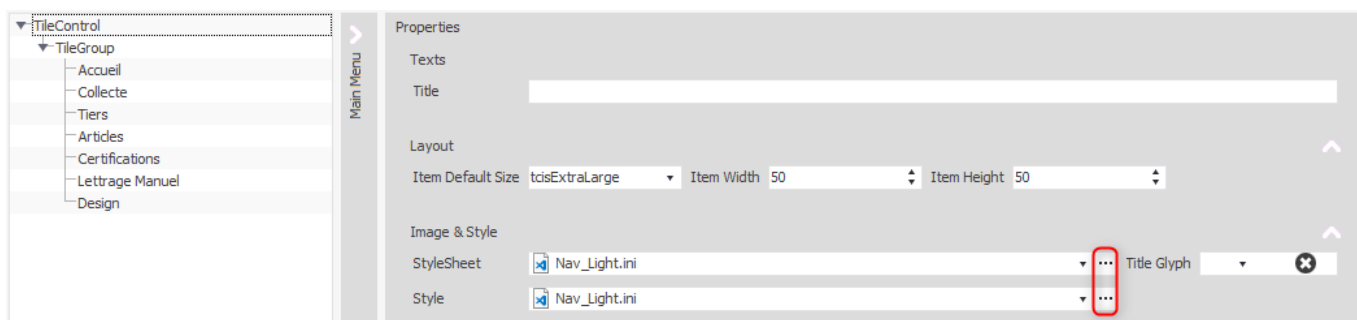 TileControl
TileGroup
Accueil
Collecte
Tiers
Articles
Certifications
Lettrage Manuel
Design
Main Menu
Properties
Texts
Title
Layout
Item Default Size tcisExtraLarge Item Width 50 Item Height 50
Image & Style
StyleSheet Nav_Light.ini ... Title Glyph
Style Nav_Light.ini ...